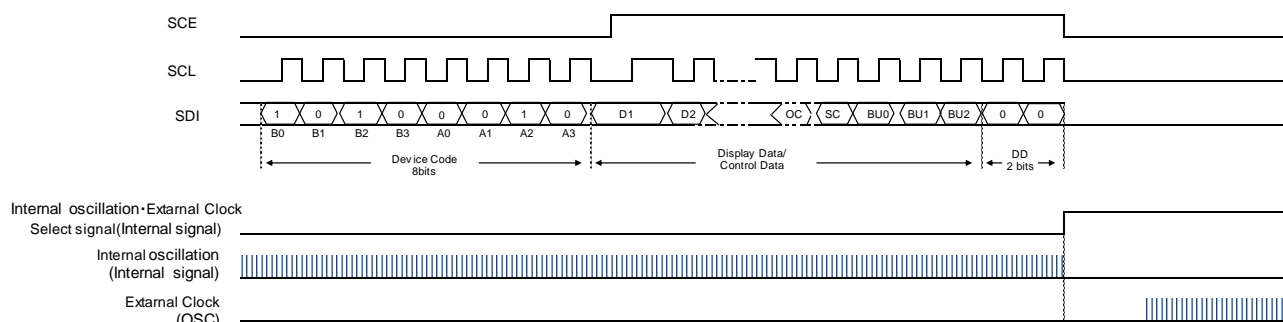 SCE
SCL
SDI
1 0 1 0 0 0 1 0 D1 D2 OC SC BU0 BU1 BU2 0 0
B0 B1 B2 B3 A0 A1 A2 A3
Device Code
8bits
Display Data/
Control Data
DD
2 bits
Internal oscillation・Extarnal Clock
Select signal(Internal signal)
Internal oscillation
(Internal signal)
Extarnal Clock
(OSC)